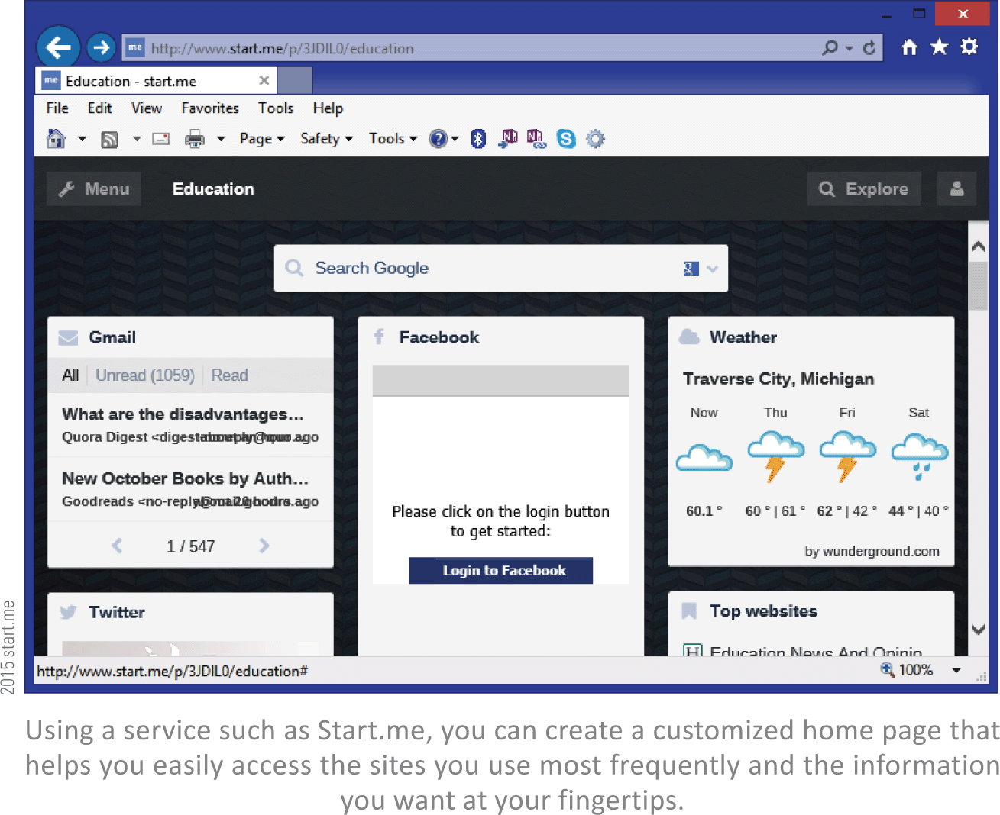 me http://www.start.me/p/3JDIL0/education
me Education - start.me
File Edit View Favorites Tools Help
Page Safety Tools
Menu Education Explore
Search Google
Gmail
All Unread (1059) Read
What are the disadvantages...
Quora Digest ago
New October Books by Auth...
Goodreads ago
1 / 547
Twitter
Facebook
Please click on the login button
to get started:
Login to Facebook
Weather
Traverse City, Michigan
Now Thu Fri Sat
60.1 ° 60 ° | 61 ° 62 ° | 42 ° 44 ° | 40 °
by wunderground.com
Top websites
H Education News And Opinio
http://www.start.me/p/3JDIL0/education#
100%
2015 start.me
Using a service such as Start.me, you can create a customized home page that
helps you easily access the sites you use most frequently and the information
you want at your fingertips.